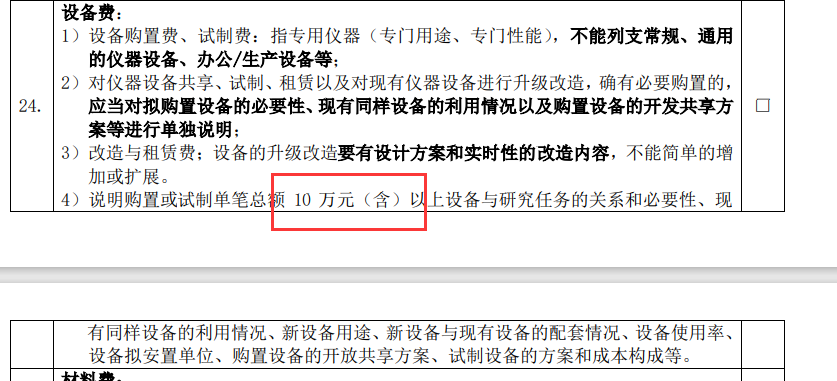 设备费：
1）设备购置费、试制费：指专用仪器（专门用途、专门性能），不能列支常规、通用
的仪器设备、办公/生产设备等；
2）对仪器设备共享、试制、租赁以及对现有仪器设备进行升级改造，确有必要购置的，
24.
应当对拟购置设备的必要性、现有同样设备的利用情况以及购置设备的开发共享方
案等进行单独说明；
3）改造与租赁费；设备的升级改造要有设计方案和实时性的改造内容，不能简单的增
加或扩展。
4）说明购置或试制单笔总额 10 万元（含）以上设备与研究任务的关系和必要性、现
有同样设备的利用情况、新设备用途、新设备与现有设备的配套情况、设备使用率、
设备拟安置单位、购置设备的开放共享方案、试制设备的方案和成本构成等。
材料费：